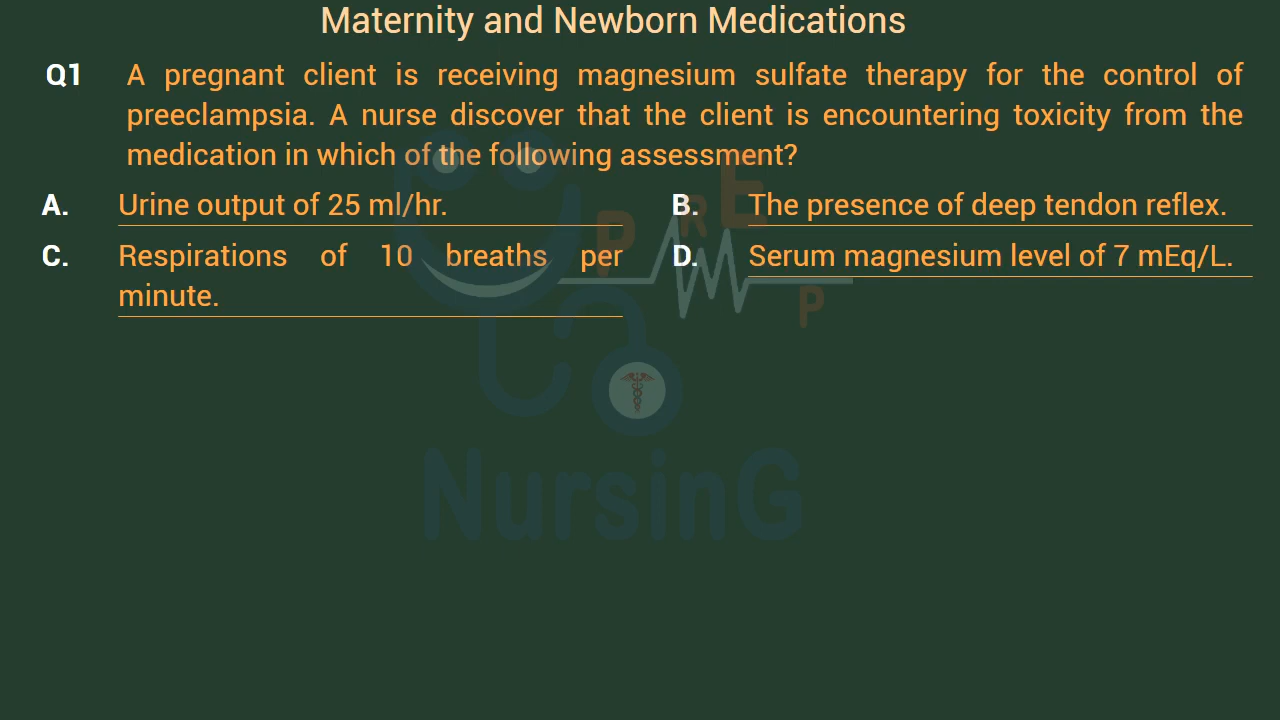 Maternity and Newborn Medications
Q1 A pregnant client is receiving magnesium sulfate therapy for the control of
preeclampsia. A nurse discover that the client is encountering toxicity from the
medication in which of the following assessment?
A. Urine output of 25 ml/hr.
B. The presence of deep tendon reflex.
C. Respirations of 10 breaths per
minute.
D. Serum magnesium level of 7 mEq/L.
PREP
NursinG